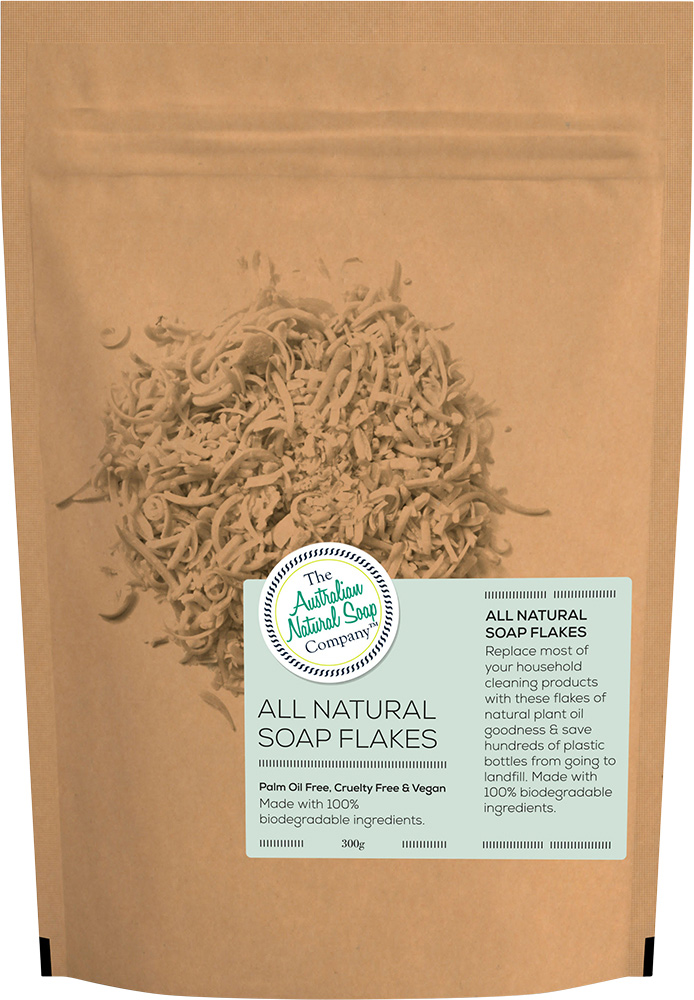 The
Australian
Natural Soap
Company™
ALL NATURAL
SOAP FLAKES
Palm Oil Free, Cruelty Free & Vegan
Made with 100%
biodegradable ingredients.
300g
ALL NATURAL
SOAP FLAKES
Replace most of
your household
cleaning products
with these flakes of
natural plant oil
goodness & save
hundreds of plastic
bottles from going to
landfill. Made with
100% biodegradable
ingredients.